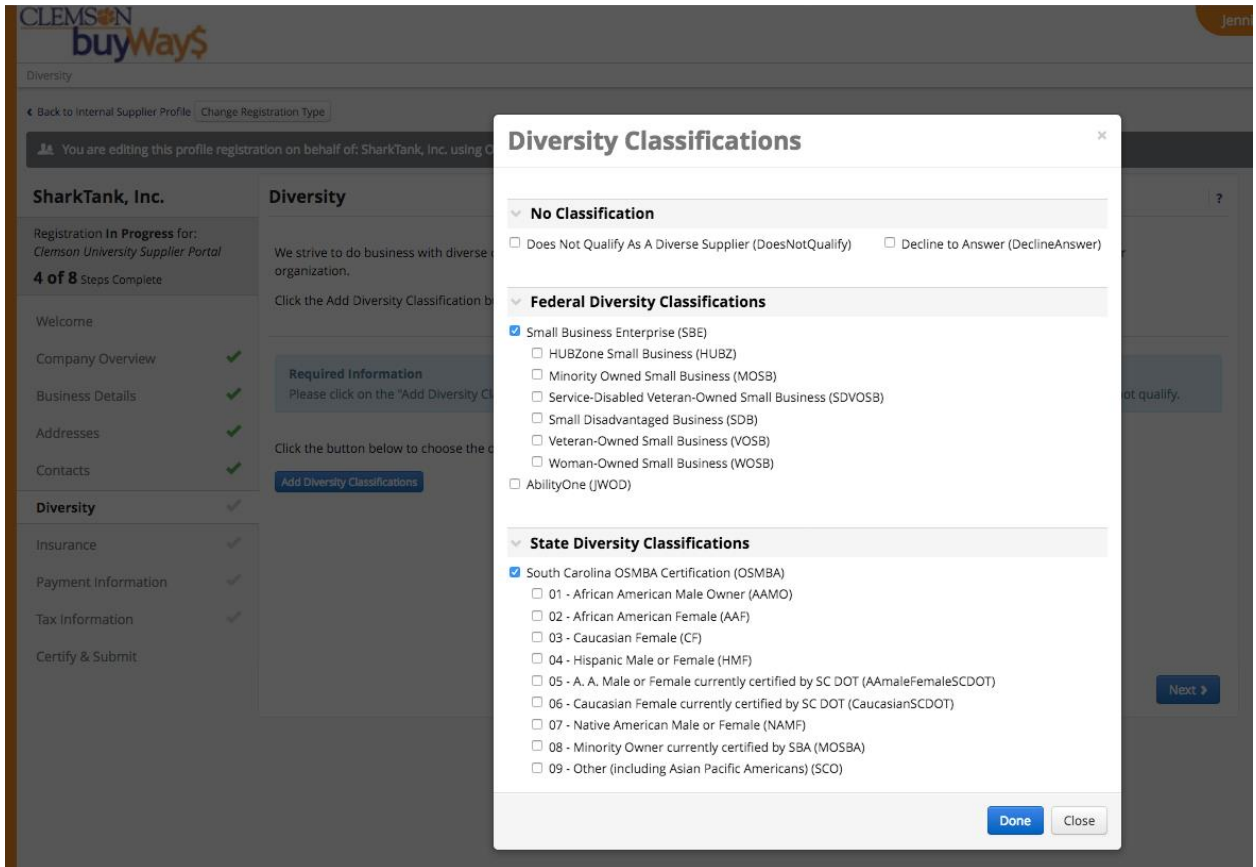 CLEMSON
buyWay$
Jenni
Diversity
Back to Internal Supplier Profile Change Registration Type
You are editing this profile registration on behalf of: SharkTank, Inc. using
SharkTank, Inc.
Registration In Progress for:
Clemson University Supplier Portal
4 of 8 Steps Complete
Welcome
Company Overview
Business Details
Addresses
Contacts
Diversity
Insurance
Payment Information
Tax Information
Certify & Submit
Diversity
?
We strive to do business with diverse
organization.
Click the Add Diversity Classification
Required Information
Please click on the "Add Diversity
not qualify.
Click the button below to choose the
Add Diversity Classifications
Next
Diversity Classifications
×
No Classification
Does Not Qualify As A Diverse Supplier (DoesNotQualify) Decline to Answer (DeclineAnswer)
Federal Diversity Classifications
Small Business Enterprise (SBE)
HUBZone Small Business (HUBZ)
Minority Owned Small Business (MOSB)
Service-Disabled Veteran-Owned Small Business (SDVOSB)
Small Disadvantaged Business (SDB)
Veteran-Owned Small Business (VOSB)
Woman-Owned Small Business (WOSB)
AbilityOne (JWOD)
State Diversity Classifications
South Carolina OSMBA Certification (OSMBA)
01 - African American Male Owner (AAMO)
02 - African American Female (AAF)
03 - Caucasian Female (CF)
04 - Hispanic Male or Female (HMF)
05 - A. A. Male or Female currently certified by SC DOT (AAmaleFemaleSCDOT)
06 - Caucasian Female currently certified by SC DOT (CaucasianSCDOT)
07 - Native American Male or Female (NAMF)
08 - Minority Owner currently certified by SBA (MOSBA)
09 - Other (including Asian Pacific Americans) (SCO)
Done
Close